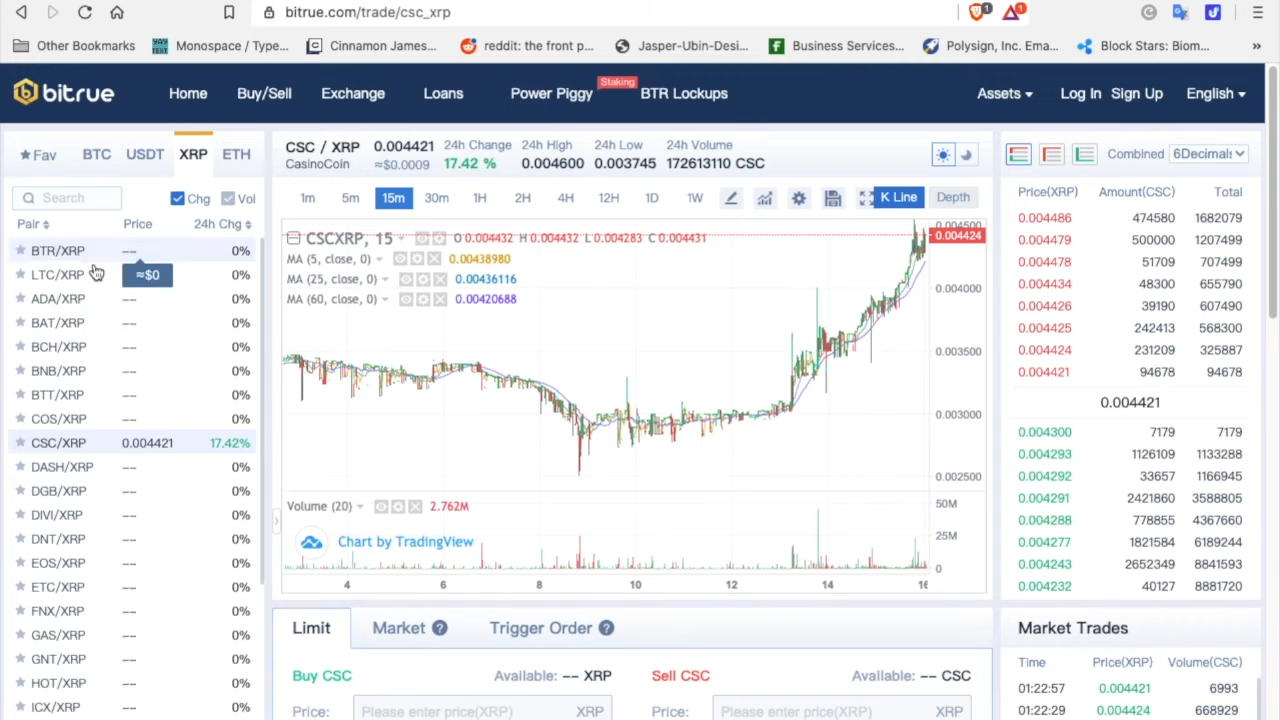 bitrue.com/trade/csc_xrp
1
1
Other Bookmarks
Monospace / Type...
Cinnamon James...
reddit: the front p...
Jasper-Ubin-Desi...
Business Services...
Polysign, Inc. Ema...
Block Stars: Biom...
»
bitrue
Home
Buy/Sell
Exchange
Loans
Power Piggy
Staking
BTR Lockups
Assets
Log In
Sign Up
English
Fav
BTC
USDT
XRP
ETH
Search
Chg
Vol
Pair
Price
24h Chg
BTR/XRP -- 0%
LTC/XRP ≈$0 0%
ADA/XRP -- 0%
BAT/XRP -- 0%
BCH/XRP -- 0%
BNB/XRP -- 0%
BTT/XRP -- 0%
COS/XRP -- 0%
CSC/XRP 0.004421 17.42%
DASH/XRP -- 0%
DGB/XRP -- 0%
DIVI/XRP -- 0%
DNT/XRP -- 0%
EOS/XRP -- 0%
ETC/XRP -- 0%
FNX/XRP -- 0%
GAS/XRP -- 0%
GNT/XRP -- 0%
HOT/XRP -- 0%
ICX/XRP -- 0%
CSC / XRP
CasinoCoin
0.004421
≈$0.0009
24h Change
17.42 %
24h High
0.004600
24h Low
0.003745
24h Volume
172613110 CSC
1m 5m 15m 30m 1H 2H 4H 12H 1D 1W
K Line
Depth
CSCXRP, 15
O 0.004432 H 0.004432 L 0.004283 C 0.004431
MA (5, close, 0) 0.00438980
MA (25, close, 0) 0.00436116
MA (60, close, 0) 0.00420688
0.004500
0.004424
0.004000
0.003500
0.003000
0.002500
Volume (20) 2.762M
50M
25M
0
Chart by TradingView
4 6 8 10 12 14 16
Limit
Market
Trigger Order
Buy CSC
Available: -- XRP
Price: Please enter price(XRP) XRP
Sell CSC
Available: -- CSC
Price: Please enter price(XRP) XRP
Combined
6Decimals
Price(XRP) Amount(CSC) Total
0.004486 474580 1682079
0.004479 500000 1207499
0.004478 51709 707499
0.004434 48300 655790
0.004426 39190 607490
0.004425 242413 568300
0.004424 231209 325887
0.004421 94678 94678
0.004421
0.004300 7179 7179
0.004293 1126109 1133288
0.004292 33657 1166945
0.004291 2421860 3588805
0.004288 778855 4367660
0.004277 1821584 6189244
0.004243 2652349 8841593
0.004232 40127 8881720
Market Trades
Time Price(XRP) Volume(CSC)
01:22:57 0.004421 6993
01:22:29 0.004424 668929